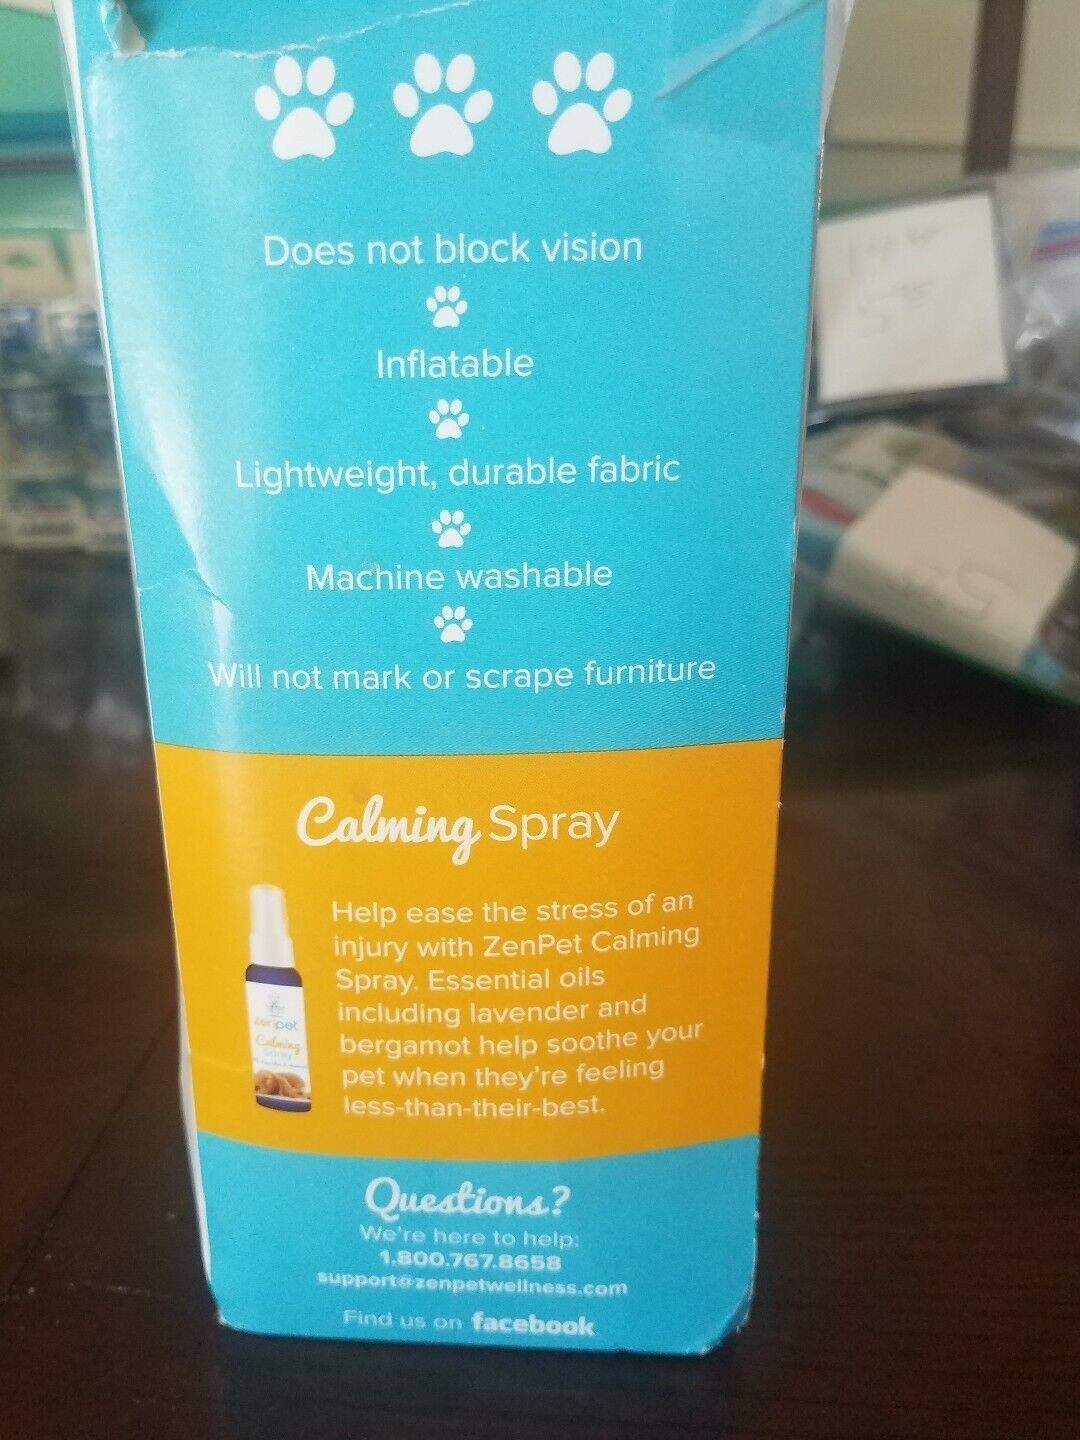 Does not block vision
Inflatable
Lightweight, durable fabric
Machine washable
Will not mark or scrape furniture
Calming Spray
Help ease the stress of an
injury with ZenPet Calming
Spray. Essential oils
including lavender and
bergamot help soothe your
pet when they're feeling
less-than-their-best.
zenpet
Calming
Spray
Questions?
We're here to help:
1.800.767.8658
support@zenpetwellness.com
Find us on facebook